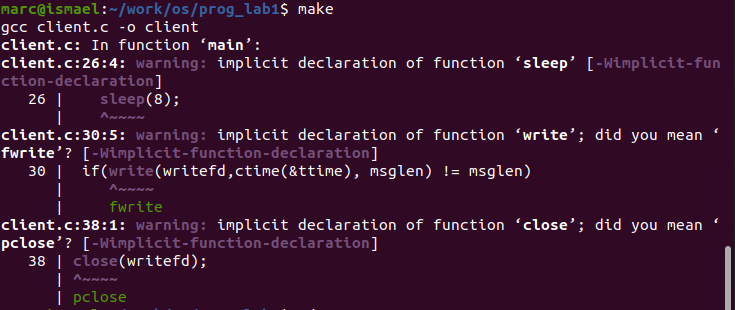 marc@ismael:~/work/os/prog_lab1$ make
gcc client.c -o client
client.c: In function ‘main’:
client.c:26:4: warning: implicit declaration of function ‘sleep’ [-Wimplicit-fun
ction-declaration]
   26 |    sleep(8);
      |    ^~~~~
client.c:30:5: warning: implicit declaration of function ‘write’; did you mean ‘
fwrite’? [-Wimplicit-function-declaration]
   30 |  if(write(writefd,ctime(&ttime), msglen) != msglen)
      |     ^~~~~
      |     fwrite
client.c:38:1: warning: implicit declaration of function ‘close’; did you mean ‘
pclose’? [-Wimplicit-function-declaration]
   38 | close(writefd);
      | ^~~~~
      | pclose